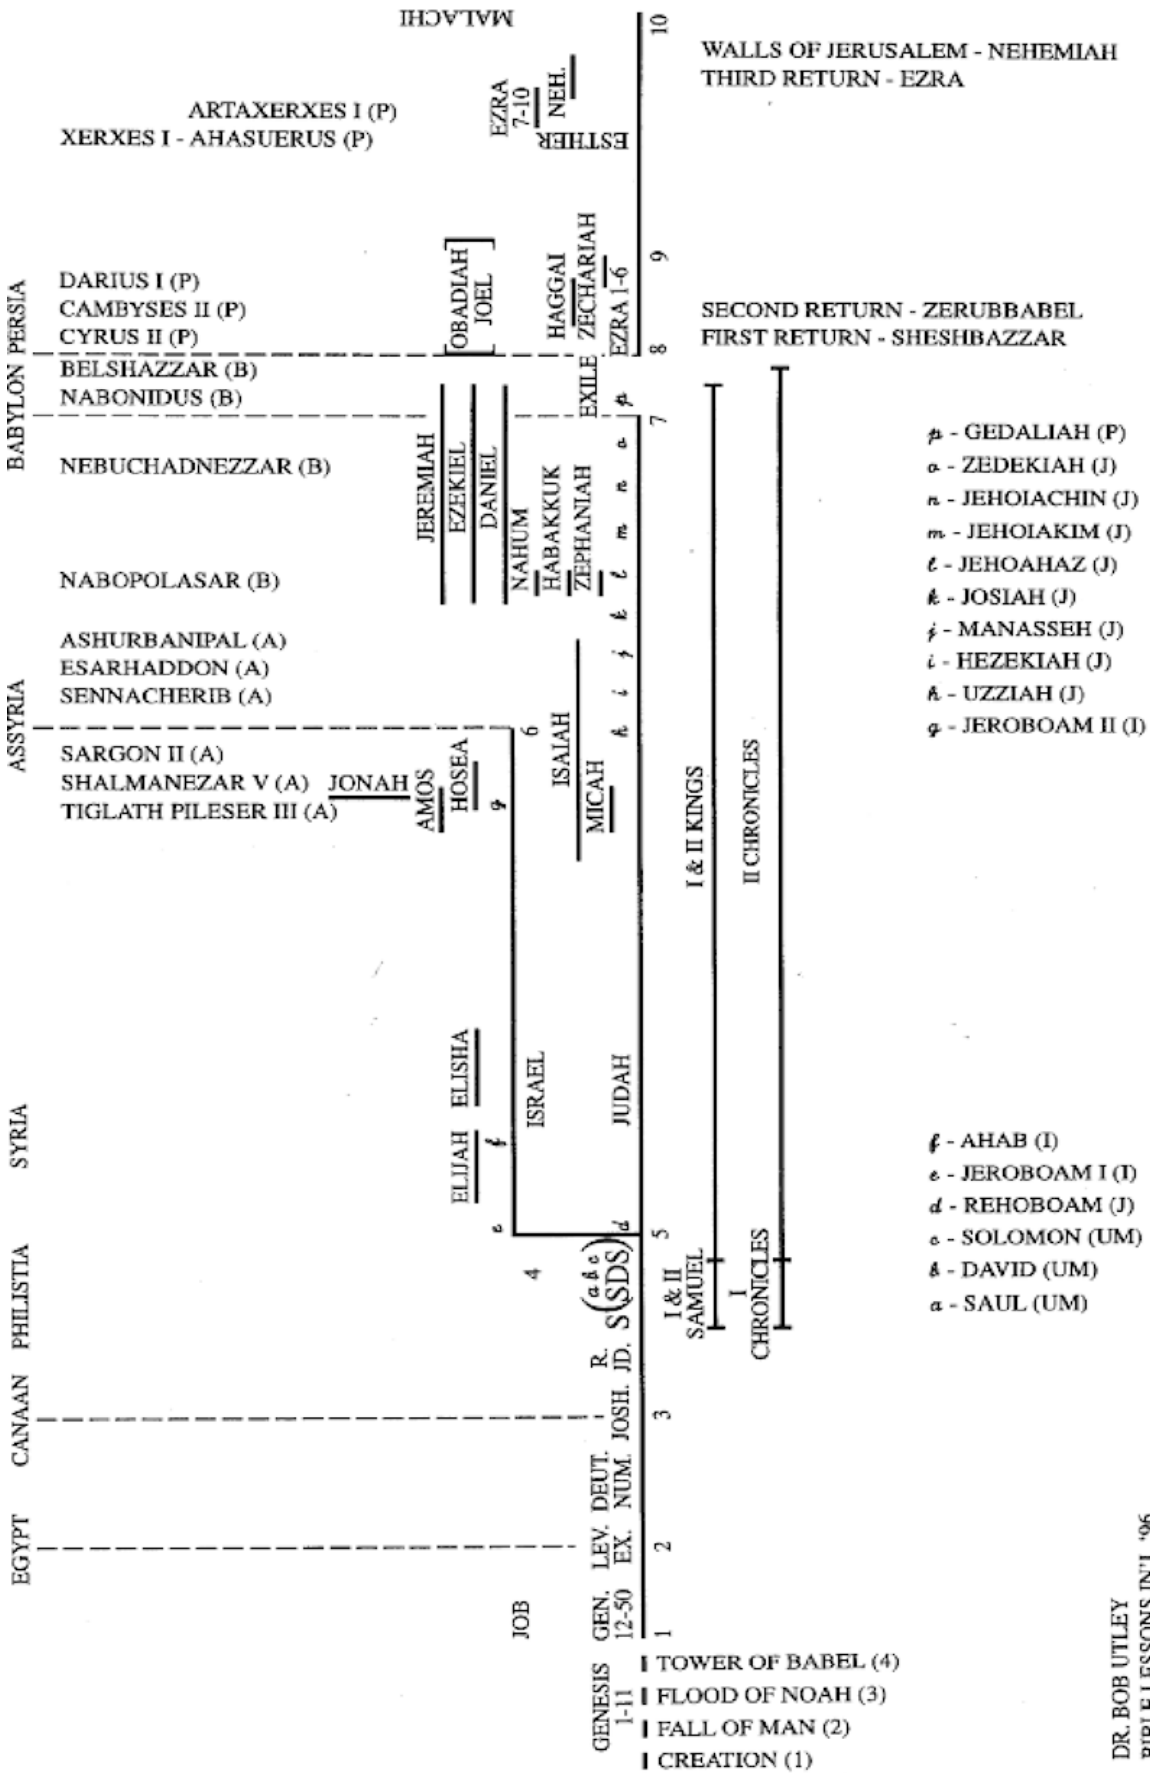 MALACHI
10
WALLS OF JERUSALEM - NEHEMIAH
THIRD RETURN - EZRA
ARTAXERXES I (P)
XERXES I - AHASUERUS (P)
EZRA
7-10
NEH.
ESTHER
PERSIA
DARIUS I (P)
CAMBYSES II (P)
CYRUS II (P)
OBADIAH
JOEL
HAGGAI
ZECHARIAH
EZRA 1-6
9
8
SECOND RETURN - ZERUBBABEL
FIRST RETURN - SHESHBAZZAR
BABYLON
BELSHAZZAR (B)
NABONIDUS (B)
EXILE
p
7
NEBUCHADNEZZAR (B)
NABOPOLASAR (B)
JEREMIAH
EZEKIEL
DANIEL
NAHUM
HABAKKUK
ZEPHANIAH
o
n
m
l
k
p - GEDALIAH (P)
o - ZEDEKIAH (J)
n - JEHOIACHIN (J)
m - JEHOIAKIM (J)
l - JEHOAHAZ (J)
k - JOSIAH (J)
j - MANASSEH (J)
i - HEZEKIAH (J)
h - UZZIAH (J)
g - JEROBOAM II (I)
ASSYRIA
ASHURBANIPAL (A)
ESARHADDON (A)
SENNACHERIB (A)
SARGON II (A)
SHALMANEZAR V (A)
TIGLATH PILESER III (A)
JONAH
AMOS
HOSEA
g
6
ISAIAH
MICAH
j
i
h
I & II KINGS
II CHRONICLES
SYRIA
ELISHA
ELIJAH
f
e
ISRAEL
JUDAH
d
5
f - AHAB (I)
e - JEROBOAM I (I)
d - REHOBOAM (J)
c - SOLOMON (UM)
b - DAVID (UM)
a - SAUL (UM)
PHILISTIA
4
S(a b c
SDS)
I & II
SAMUEL
I
CHRONICLES
CANAAN
R.
JD.
JOSH.
3
EGYPT
DEUT.
NUM.
LEV.
EX.
2
JOB
GEN.
12-50
1
GENESIS
1-11
TOWER OF BABEL (4)
FLOOD OF NOAH (3)
FALL OF MAN (2)
CREATION (1)
DR. BOB UTLEY
BIBLE LESSONS INT'L '96